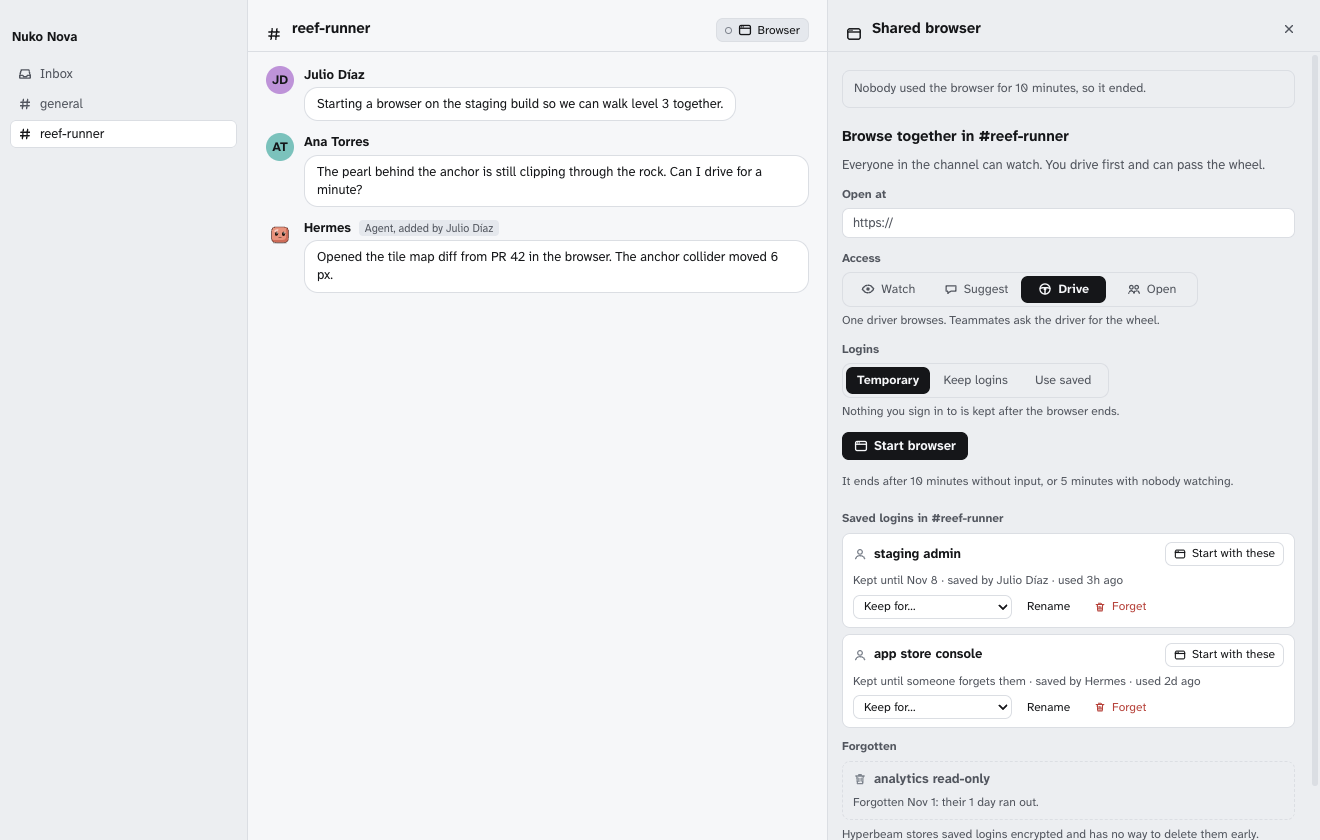 Nuko Nova
Inbox
general
reef-runner
reef-runner
Browser
JD
Julio Díaz
Starting a browser on the staging build so we can walk level 3 together.
AT
Ana Torres
The pearl behind the anchor is still clipping through the rock. Can I drive for a
minute?
Hermes
Agent, added by Julio Díaz
Opened the tile map diff from PR 42 in the browser. The anchor collider moved 6
px.
Shared browser
Nobody used the browser for 10 minutes, so it ended.
Browse together in #reef-runner
Everyone in the channel can watch. You drive first and can pass the wheel.
Open at
https://
Access
Watch
Suggest
Drive
Open
One driver browses. Teammates ask the driver for the wheel.
Logins
Temporary
Keep logins
Use saved
Nothing you sign in to is kept after the browser ends.
Start browser
It ends after 10 minutes without input, or 5 minutes with nobody watching.
Saved logins in #reef-runner
staging admin
Start with these
Kept until Nov 8 · saved by Julio Díaz · used 3h ago
Keep for...
Rename
Forget
app store console
Start with these
Kept until someone forgets them · saved by Hermes · used 2d ago
Keep for...
Rename
Forget
Forgotten
analytics read-only
Forgotten Nov 1: their 1 day ran out.
Hyperbeam stores saved logins encrypted and has no way to delete them early.